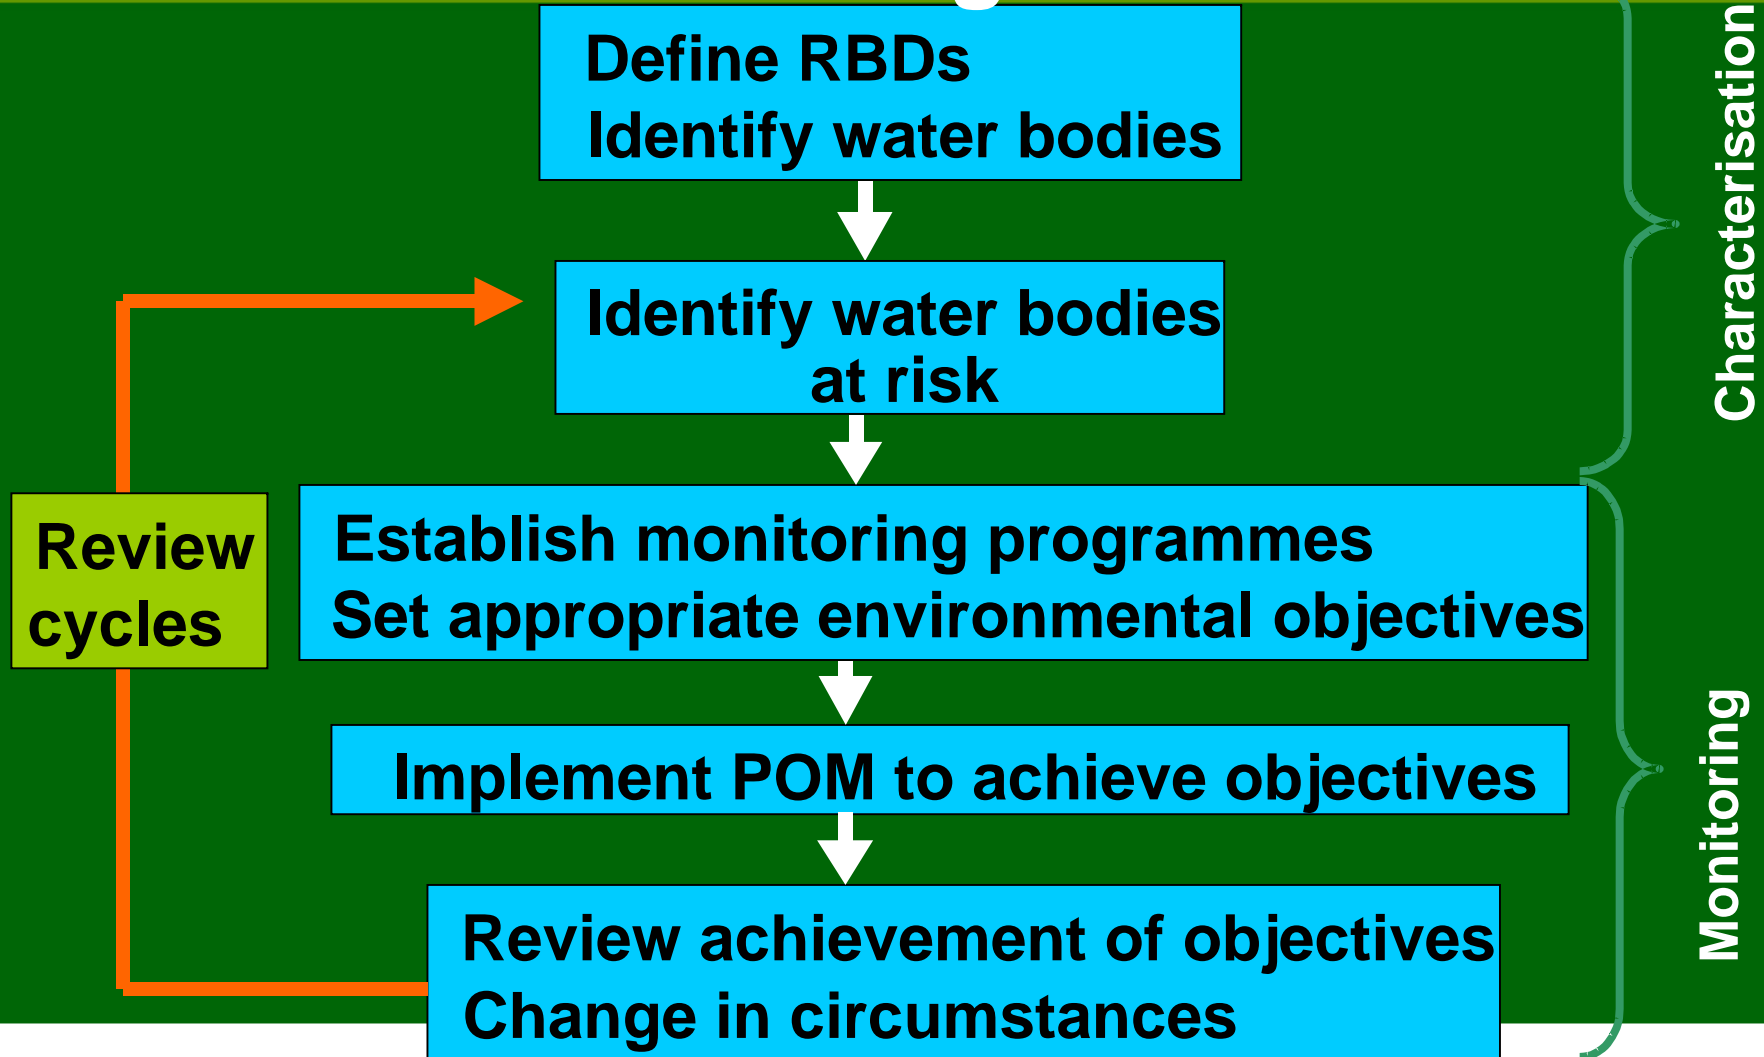 Define RBDs
Identify water bodies
Identify water bodies
at risk
Establish monitoring programmes
Set appropriate environmental objectives
Implement POM to achieve objectives
Review achievement of objectives
Change in circumstances
Review
cycles
Characterisation
Monitoring